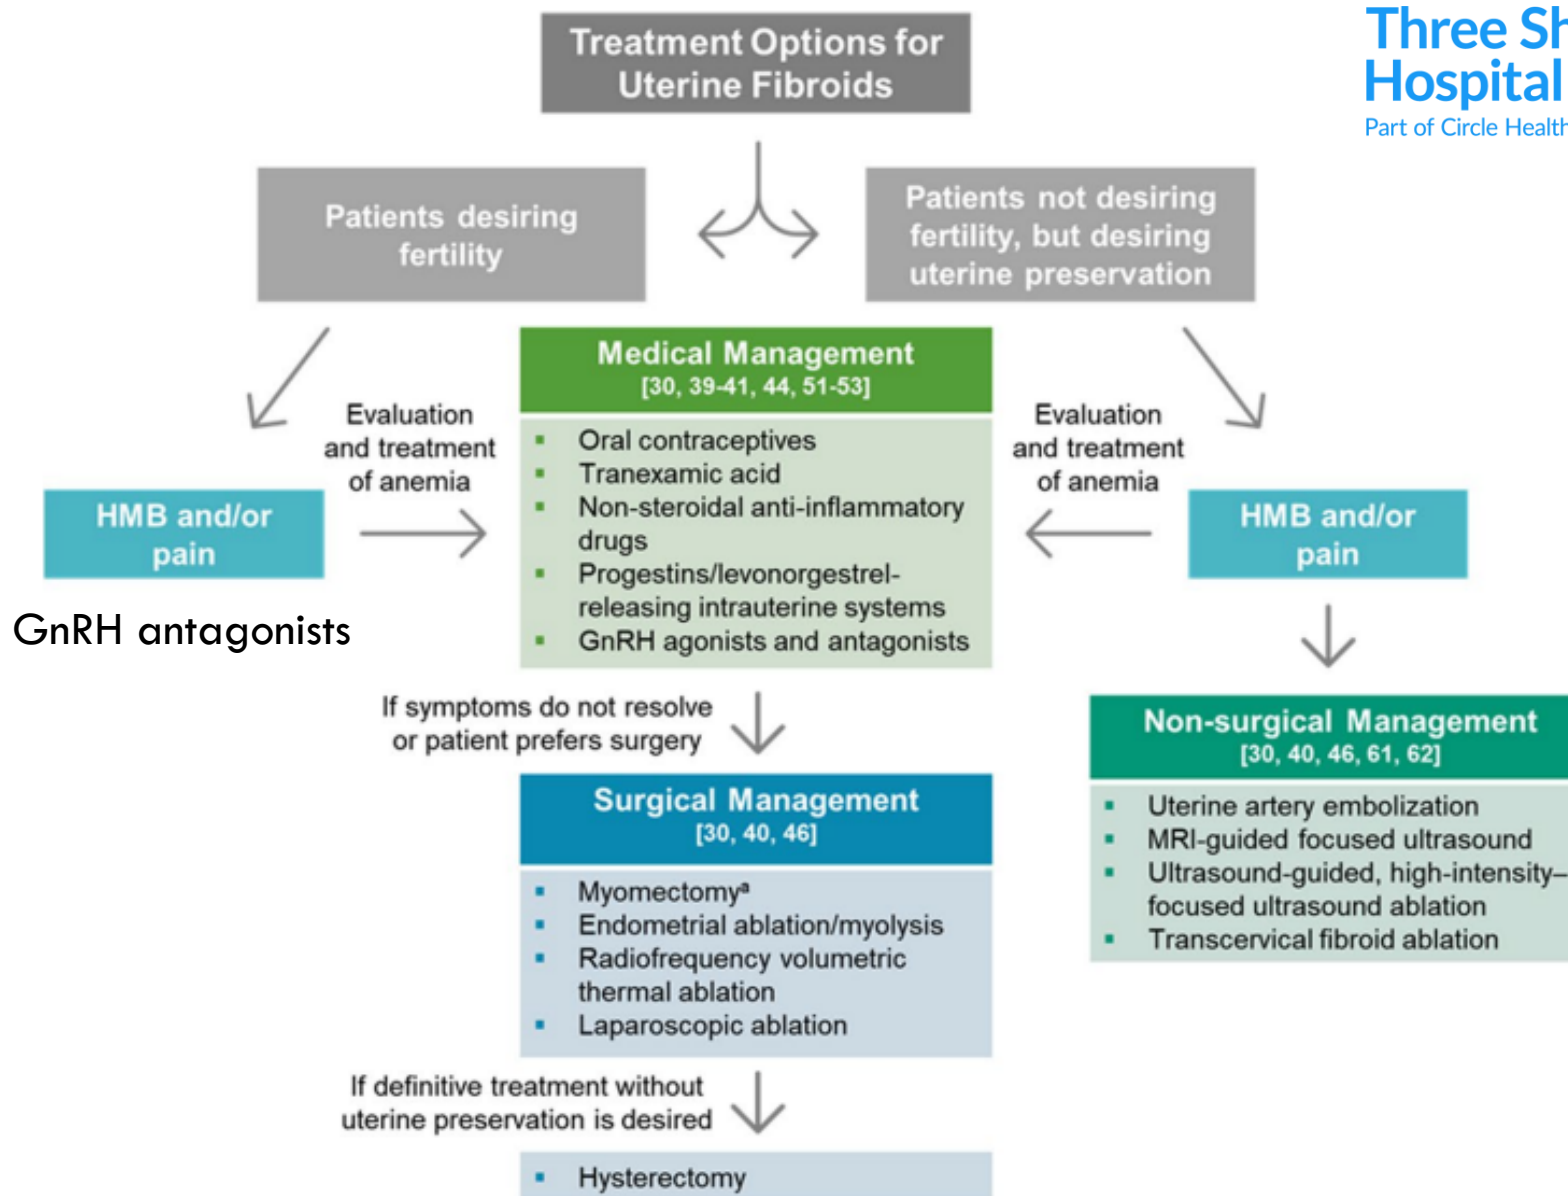 Treatment Options for
Uterine Fibroids
Three
Hospital
Part of Circle Health
Patients desiring
fertility
Patients not desiring
fertility, but desiring
uterine preservation
Medical Management
[30, 39-41, 44, 51-53]
Evaluation
and treatment
of anemia
HMB and/or
pain
GnRH antagonists
▪ Oral contraceptives
▪ Tranexamic acid
▪ Non-steroidal anti-inflammatory
drugs
▪ Progestins/levonorgestrel-
releasing intrauterine systems
▪ GnRH agonists and antagonists
Evaluation
and treatment
of anemia
HMB and/or
pain
If symptoms do not resolve
or patient prefers surgery
Surgical Management
[30, 40, 46]
▪ Myomectomyᵃ
▪ Endometrial ablation/myolysis
▪ Radiofrequency volumetric
thermal ablation
▪ Laparoscopic ablation
Non-surgical Management
[30, 40, 46, 61, 62]
▪ Uterine artery embolization
▪ MRI-guided focused ultrasound
▪ Ultrasound-guided, high-intensity–
focused ultrasound ablation
▪ Transcervical fibroid ablation
If definitive treatment without
uterine preservation is desired
▪ Hysterectomy